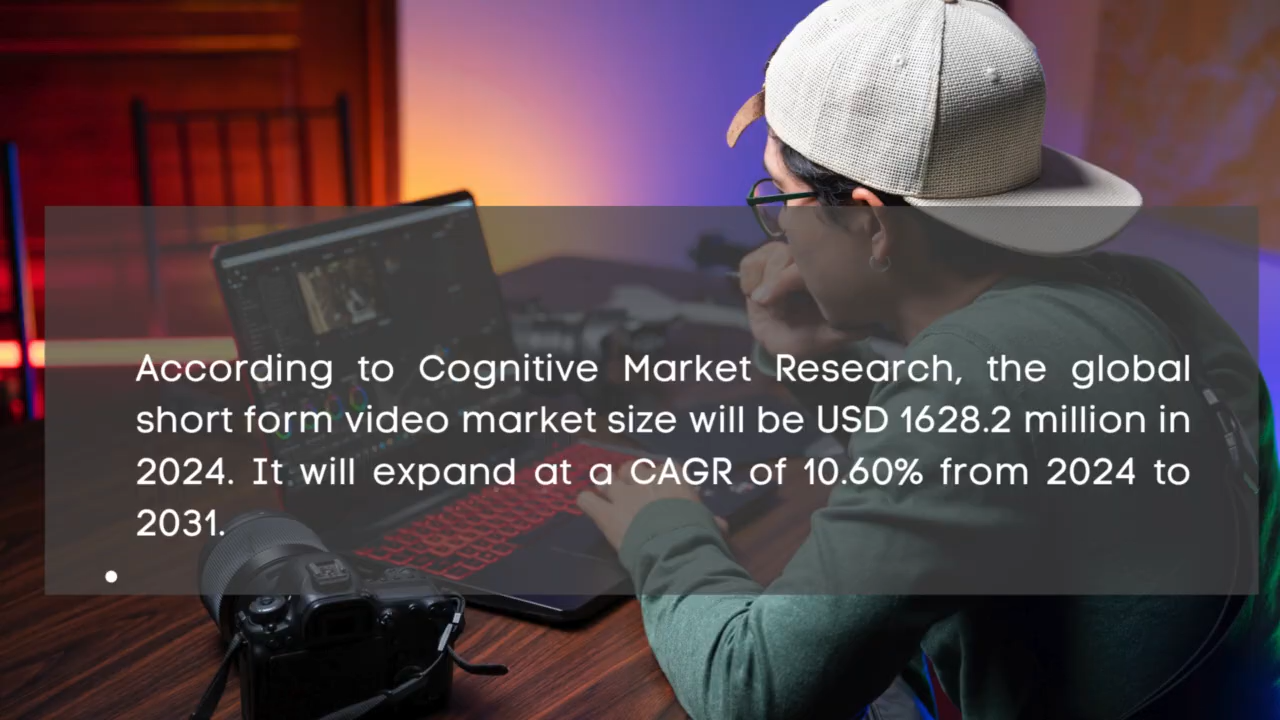 According to Cognitive Market Research, the global
short form video market size will be USD 1628.2 million in
2024. It will expand at a CAGR of 10.60% from 2024 to
2031.